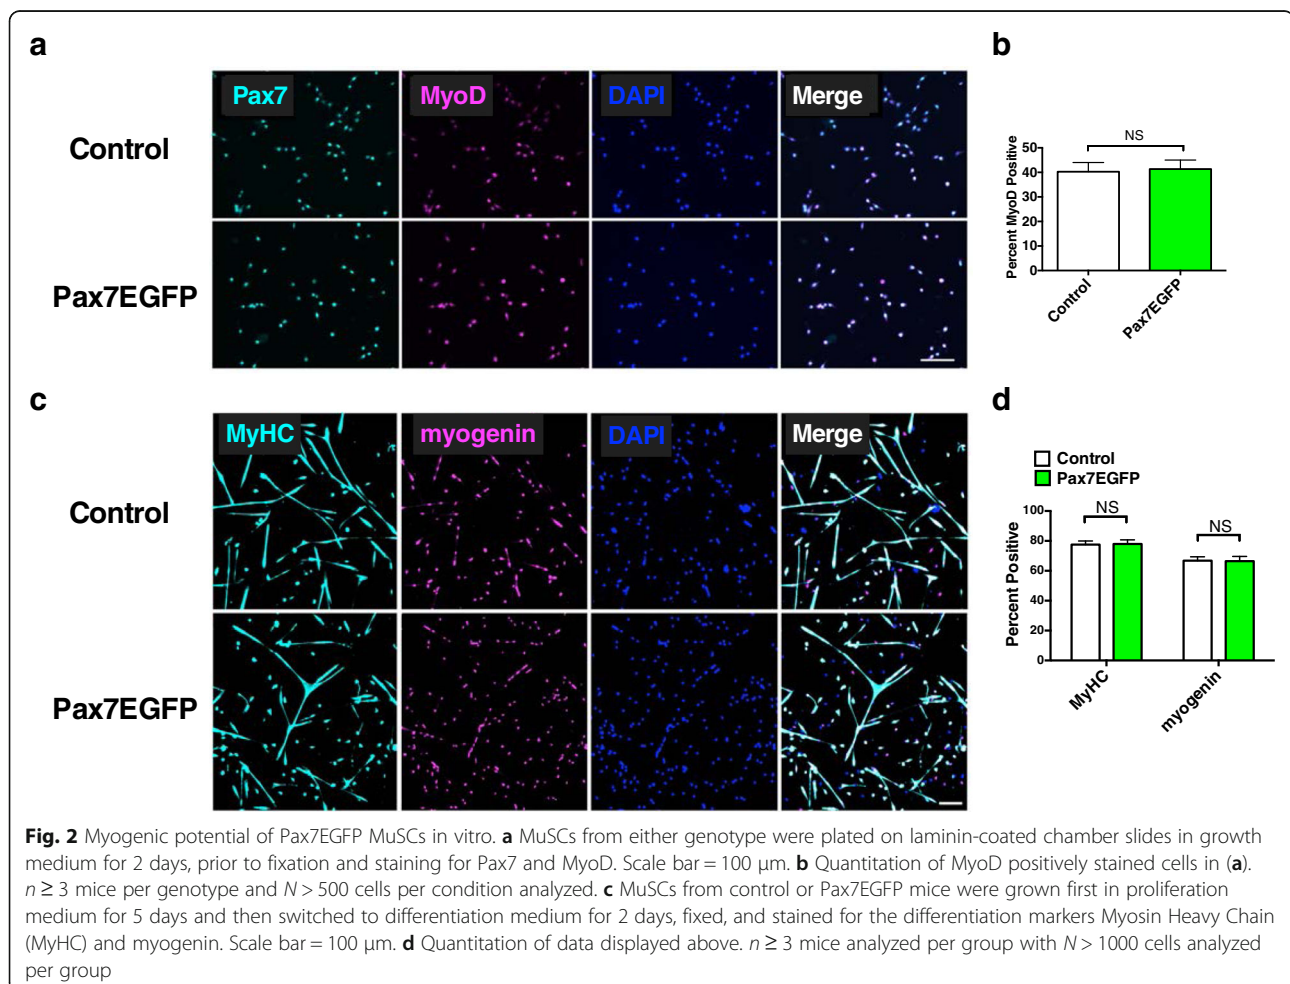 a
Pax7 MyoD DAPI Merge
Control
Pax7EGFP
b
NS
Percent MyoD Positive
50
40
30
20
10
0
Control
Pax7EGFP
c
MyHC myogenin DAPI Merge
Control
Pax7EGFP
d
Control
Pax7EGFP
NS
NS
Percent Positive
100
80
60
40
20
0
MyHC
myogenin
Fig. 2 Myogenic potential of Pax7EGFP MuSCs in vitro. a MuSCs from either genotype were plated on laminin-coated chamber slides in growth
medium for 2 days, prior to fixation and staining for Pax7 and MyoD. Scale bar = 100 μm. b Quantitation of MyoD positively stained cells in (a).
n ≥ 3 mice per genotype and N > 500 cells per condition analyzed. c MuSCs from control or Pax7EGFP mice were grown first in proliferation
medium for 5 days and then switched to differentiation medium for 2 days, fixed, and stained for the differentiation markers Myosin Heavy Chain
(MyHC) and myogenin. Scale bar = 100 μm. d Quantitation of data displayed above. n ≥ 3 mice analyzed per group with N > 1000 cells analyzed
per group